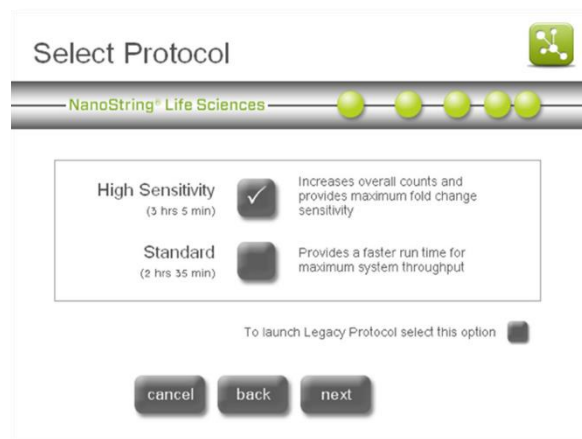 Select Protocol
NanoString® Life Sciences
High Sensitivity
(3 hrs 5 min)
Increases overall counts and
provides maximum fold change
sensitivity
Standard
(2 hrs 35 min)
Provides a faster run time for
maximum system throughput
To launch Legacy Protocol select this option
cancel
back
next